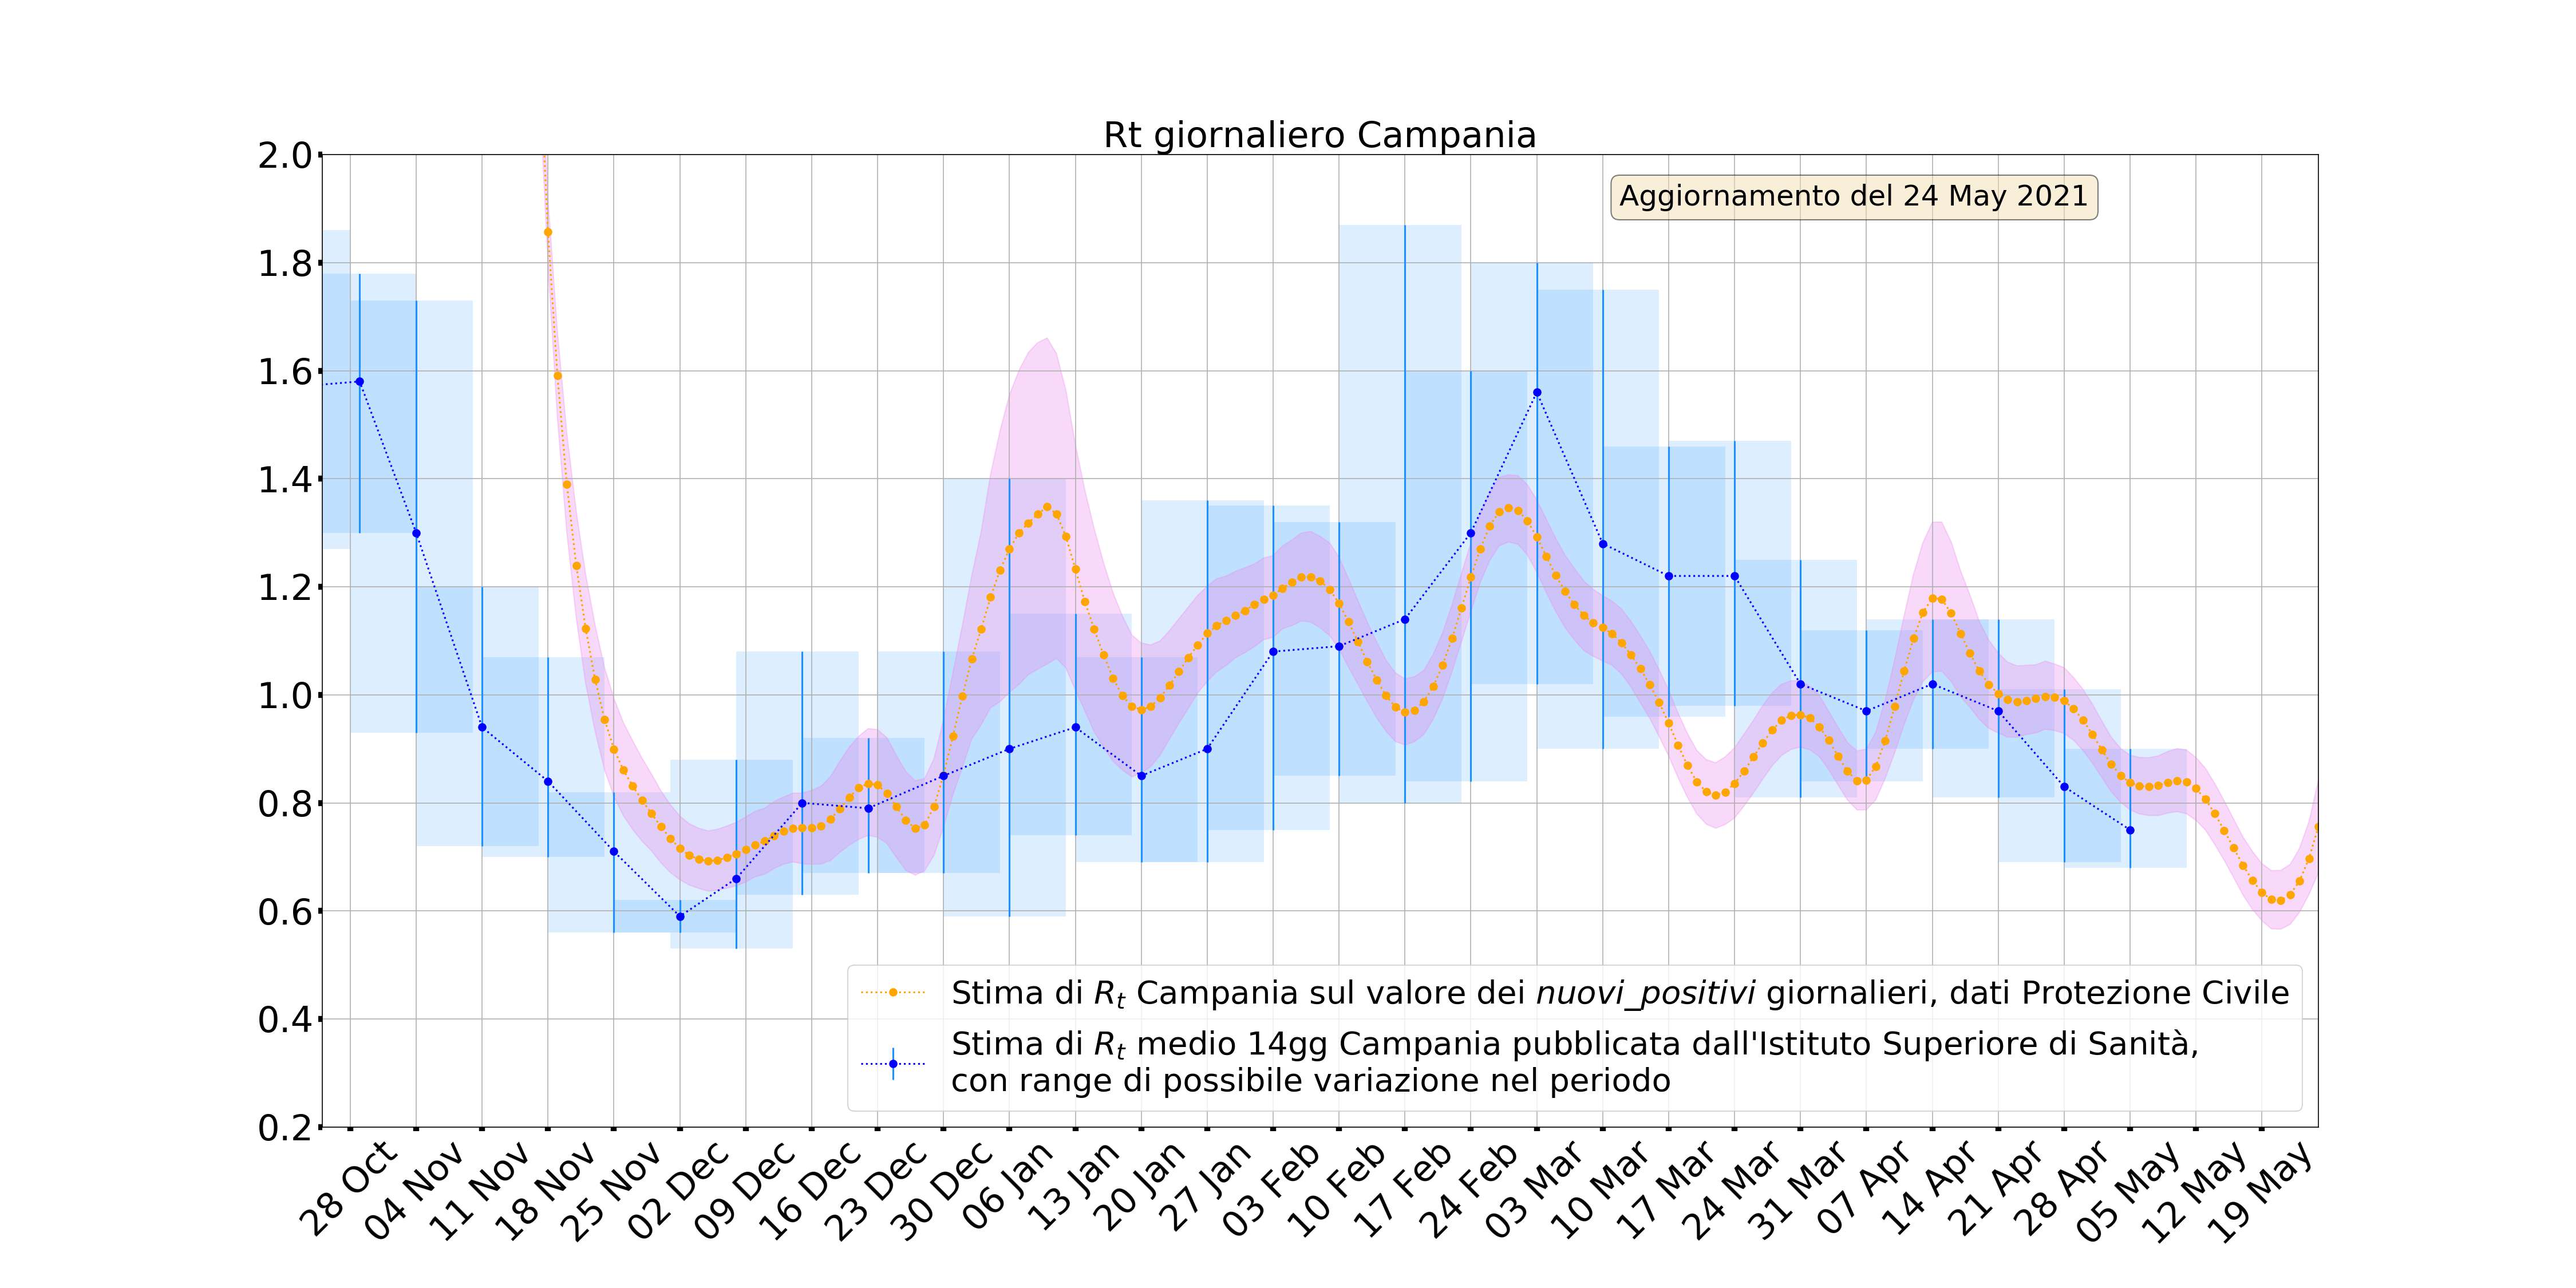 Rt giornaliero Campania
Aggiornamento del 24 May 2021
2.0
1.8
1.6
1.4
1.2
1.0
0.8
0.6
0.4
0.2
Stima di Rt Campania sul valore dei nuovi_positivi giornalieri, dati Protezione Civile
Stima di Rt medio 14gg Campania pubblicata dall'Istituto Superiore di Sanità,
con range di possibile variazione nel periodo
28 Oct
04 Nov
11 Nov
18 Nov
25 Nov
02 Dec
09 Dec
16 Dec
23 Dec
30 Dec
06 Jan
13 Jan
20 Jan
27 Jan
03 Feb
10 Feb
17 Feb
24 Feb
03 Mar
10 Mar
17 Mar
24 Mar
31 Mar
07 Apr
14 Apr
21 Apr
28 Apr
05 May
12 May
19 May